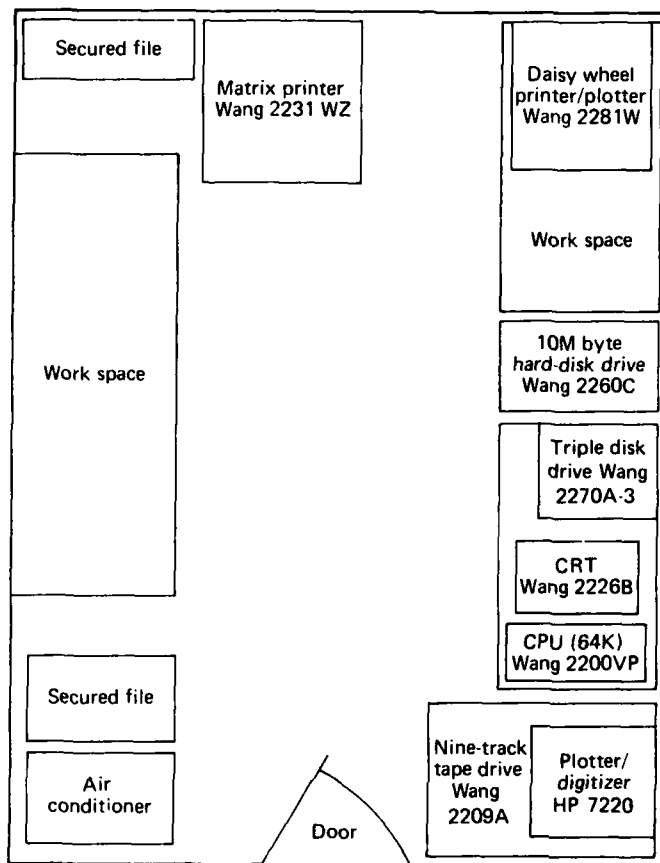 Secured file
Matrix printer
Wang 2231 WZ
Daisy wheel
printer/plotter
Wang 2281W
Work space
10M byte
hard-disk drive
Wang 2260C
Work space
Triple disk
drive Wang
2270A-3
CRT
Wang 2226B
CPU (64K)
Wang 2200VP
Secured file
Nine-track
tape drive
Wang
2209A
Plotter/
digitizer
HP 7220
Air
conditioner
Door